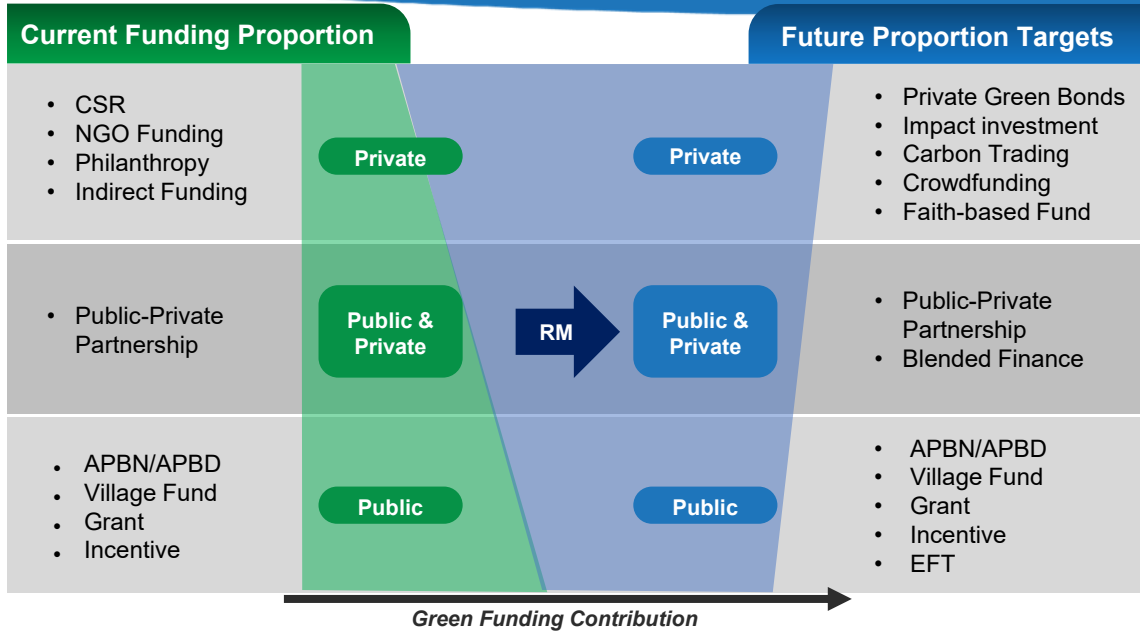 Current Funding Proportion
Future Proportion Targets
• CSR
• NGO Funding
• Philanthropy
• Indirect Funding
Private
Private
• Private Green Bonds
• Impact investment
• Carbon Trading
• Crowdfunding
• Faith-based Fund
• Public-Private
Partnership
Public &
Private
RM
Public &
Private
• Public-Private
Partnership
• Blended Finance
• APBN/APBD
• Village Fund
• Grant
• Incentive
Public
Public
• APBN/APBD
• Village Fund
• Grant
• Incentive
• EFT
Green Funding Contribution